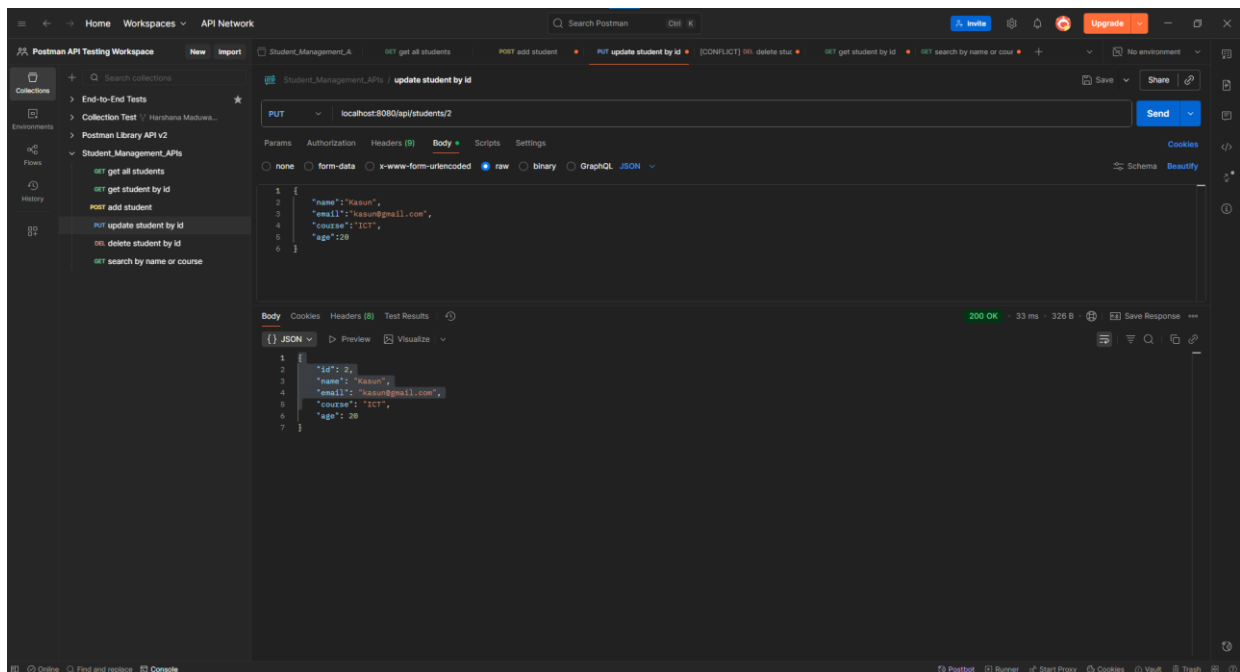 Home Workspaces API Network Search Postman Ctrl K Invite Upgrade
Postman API Testing Workspace New Import Student_Management_A GET get all students POST add student PUT update student by id [CONFLICT] DEL delete stuc GET get student by id GET search by name or cour No environment
Collections
Environments
Flows
History
Search collections
End-to-End Tests
Collection Test Harshana Maduwa...
Postman Library API v2
Student_Management_APIs
GET get all students
GET get student by id
POST add student
PUT update student by id
DEL delete student by id
GET search by name or course
Student_Management_APIs / update student by id Save Share
PUT localhost:8080/api/students/2 Send
Params Authorization Headers (9) Body Scripts Settings Cookies
none form-data x-www-form-urlencoded raw binary GraphQL JSON Schema Beautify
1 {
2 "name":"Kasun",
3 "email":"kasun@gmail.com",
4 "course":"ICT",
5 "age":20
6 }
Body Cookies Headers (8) Test Results 200 OK 33 ms 326 B Save Response
{} JSON Preview Visualize
1 {
2 "id": 2,
3 "name": "Kasun",
4 "email": "kasun@gmail.com",
5 "course": "ICT",
6 "age": 20
7 }
Online Find and replace Console Postbot Runner Start Proxy Cookies Vault Trash